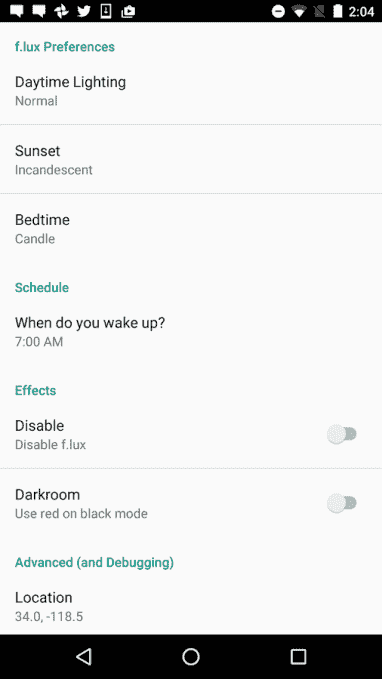 2:04
f.lux Preferences
Daytime Lighting
Normal
Sunset
Incandescent
Bedtime
Candle
Schedule
When do you wake up?
7:00 AM
Effects
Disable
Disable f.lux
Darkroom
Use red on black mode
Advanced (and Debugging)
Location
34.0, -118.5